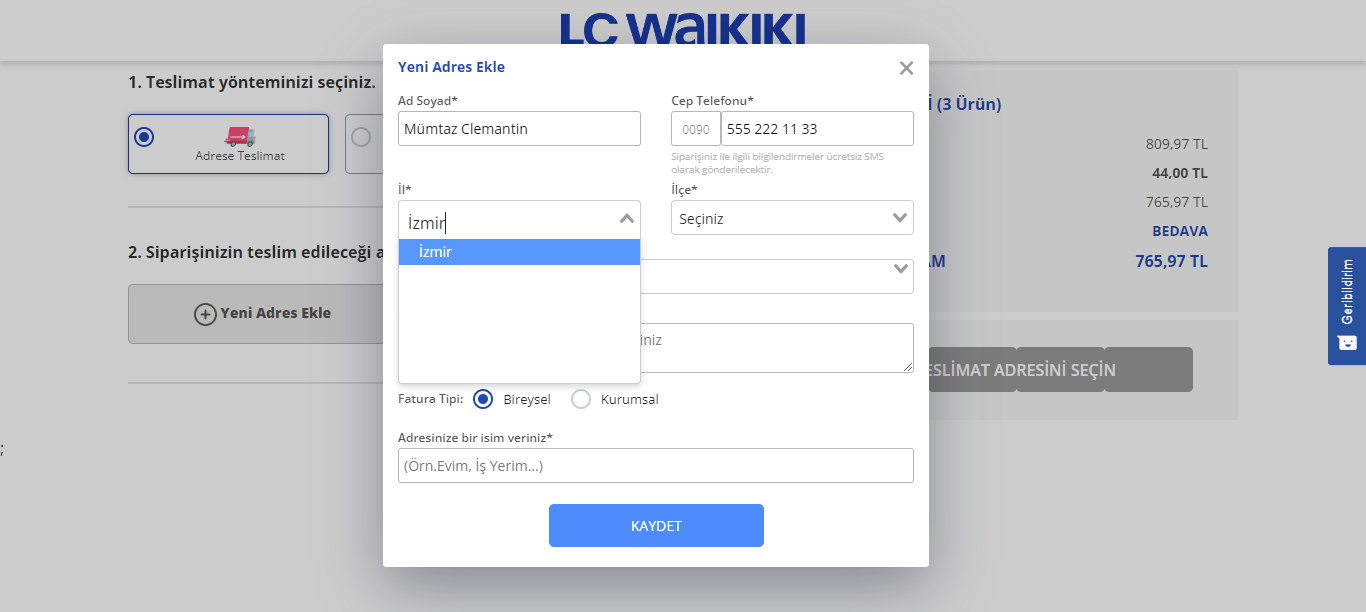 LC WAIKIKI
Yeni Adres Ekle
1. Teslimat yönteminizi seçiniz.
Adrese Teslimat
2. Siparişinizin teslim edileceği a
Yeni Adres Ekle
;
Ad Soyad*
Mümtaz Clemantin
Cep Telefonu*
0090
555 222 11 33
Siparişiniz ile ilgili bilgilendirmeler ücretsiz SMS
olarak gönderilecektir.
İl*
İzmir
İzmir
İlçe*
Seçiniz
iniz
Fatura Tipi:
Bireysel
Kurumsal
Adresinize bir isim veriniz*
(Örn.Evim, İş Yerim...)
KAYDET
İ (3 Ürün)
809,97 TL
44,00 TL
765,97 TL
BEDAVA
AM
765,97 TL
ESLİMAT ADRESİNİ SEÇİN
Geribildirim